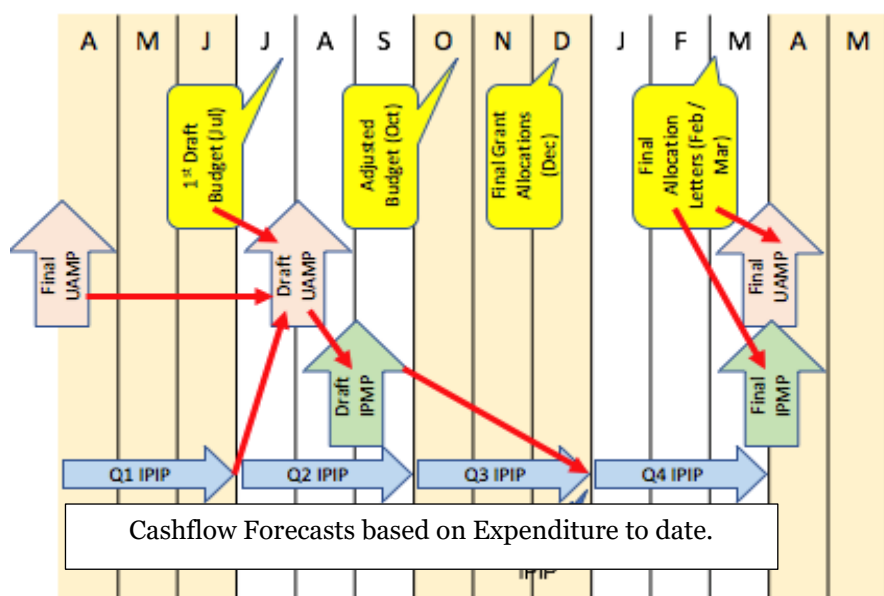 A M J J A S O N D J F M A M
1st Draft
Budget (Jul)
Adjusted
Budget (Oct)
Final Grant
Allocations
(Dec)
Final
Allocation
Letters (Feb /
Mar)
Final
UAMP
Draft
UAMP
Final
UAMP
Draft
IPMP
Final
IPMP
Q1 IPIP
Q2 IPIP
Q3 IPIP
Q4 IPIP
Cashflow Forecasts based on Expenditure to date.
IPIP